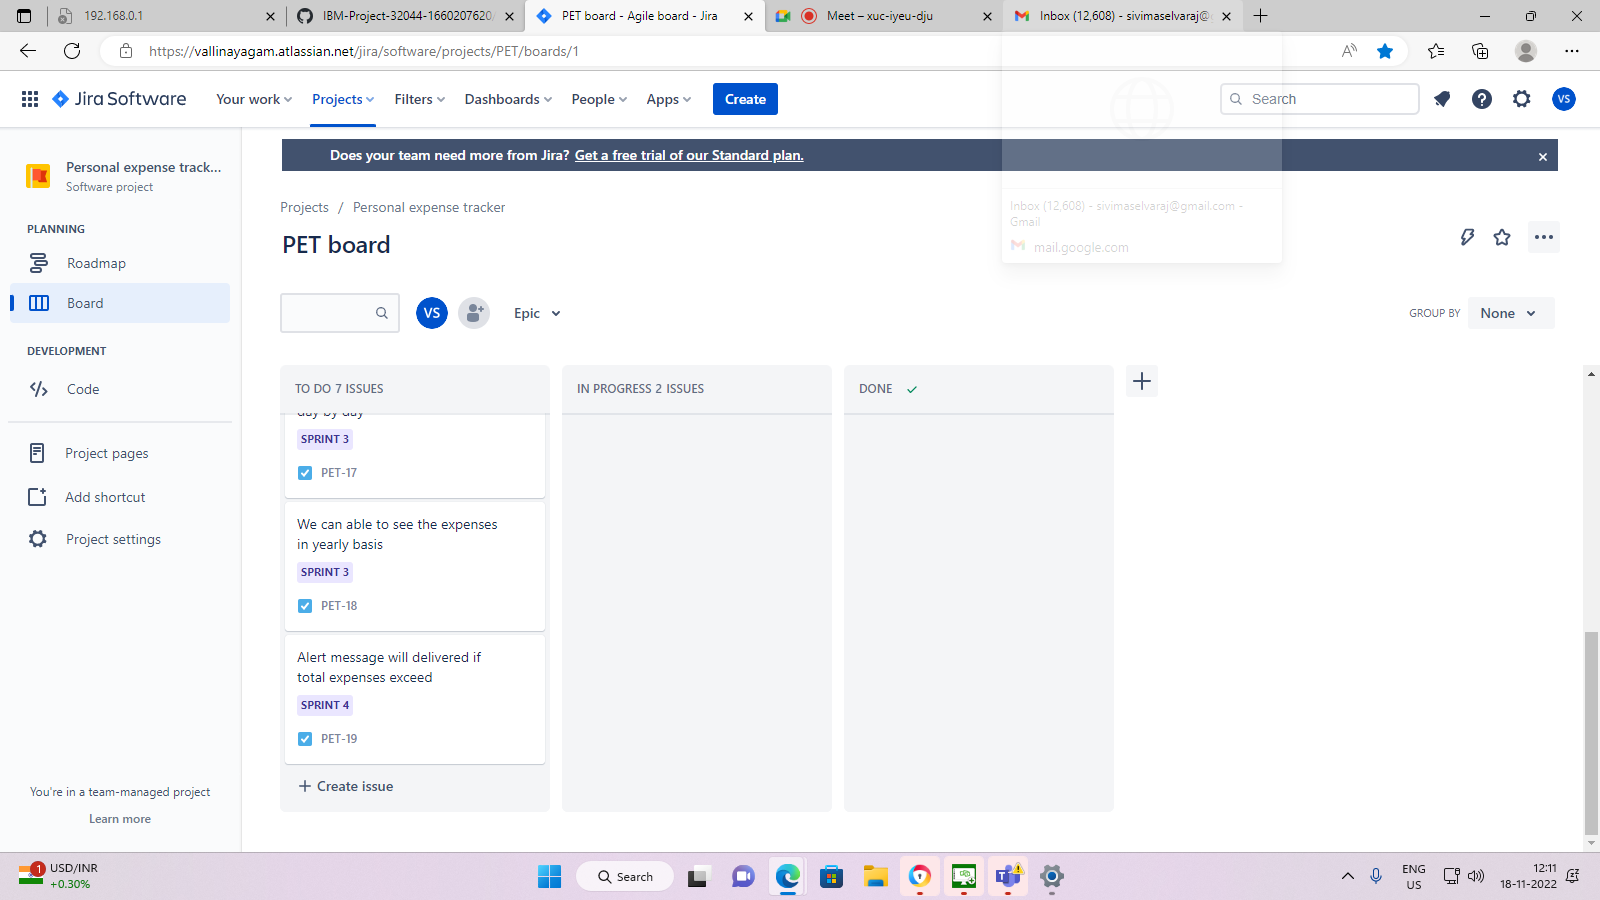 192.168.0.1
IBM-Project-32044-1660207620/
PET board - Agile board - Jira
Meet – xuc-iyeu-dju
Inbox (12,608) - sivimaselvaraj@g
https://vallinayagam.atlassian.net/jira/software/projects/PET/boards/1
Jira Software
Your work
Projects
Filters
Dashboards
People
Apps
Create
Search
VS
Does your team need more from Jira? Get a free trial of our Standard plan.
Inbox (12,608) - sivimaselvaraj@gmail.com -
Gmail
mail.google.com
Personal expense track...
Software project
PLANNING
Roadmap
Board
DEVELOPMENT
Code
Project pages
Add shortcut
Project settings
You're in a team-managed project
Learn more
Projects / Personal expense tracker
PET board
VS
Epic
GROUP BY
None
TO DO 7 ISSUES
day by day
SPRINT 3
PET-17
We can able to see the expenses
in yearly basis
SPRINT 3
PET-18
Alert message will delivered if
total expenses exceed
SPRINT 4
PET-19
+ Create issue
IN PROGRESS 2 ISSUES
DONE
1
USD/INR
+0.30%
Search
ENG
US
12:11
18-11-2022